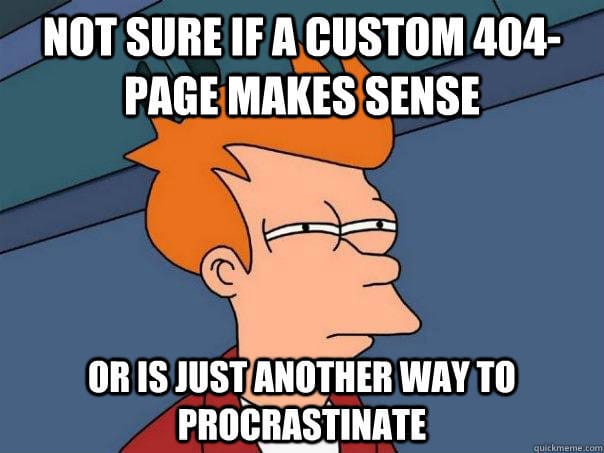 NOT SURE IF A CUSTOM 404-
PAGE MAKES SENSE
OR IS JUST ANOTHER WAY TO
PROCRASTINATE
quickmeme.com